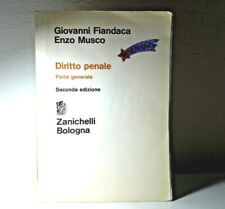 Giovanni Fiandaca
Enzo Musco
Diritto penale
Parte generale
Seconda edizione
Zanichelli
Bologna